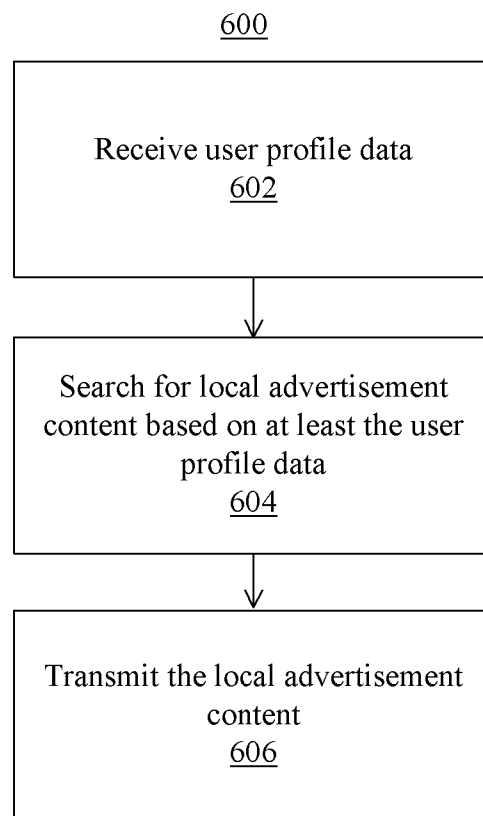 600
Receive user profile data
602
Search for local advertisement
content based on at least the user
profile data
604
Transmit the local advertisement
content
606